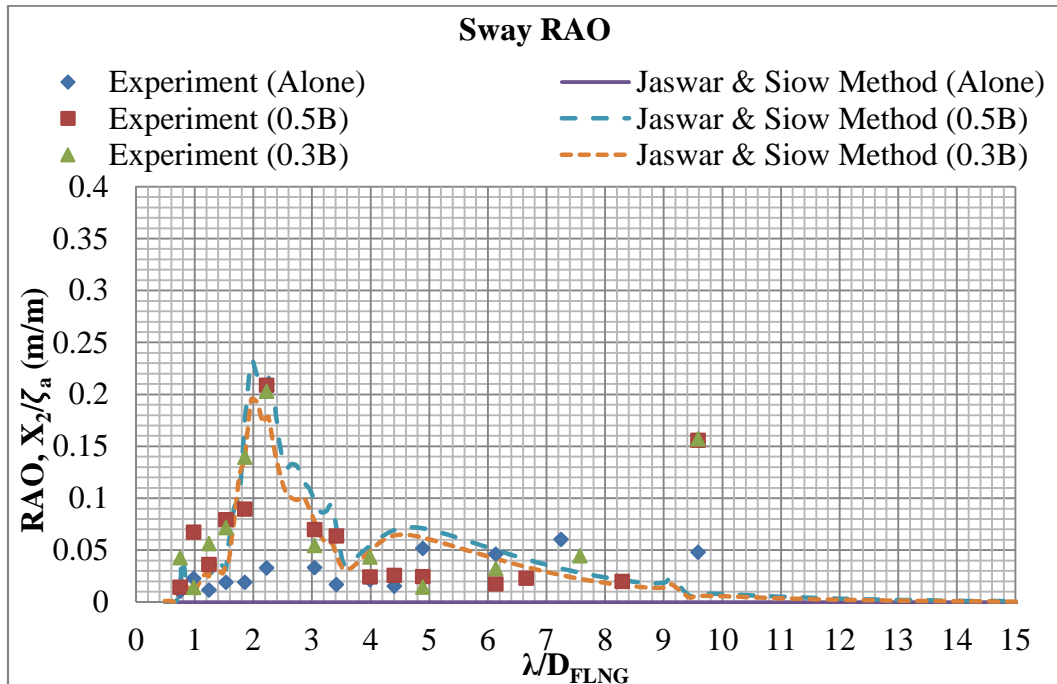 Sway RAO
Experiment (Alone)
Jaswar & Siow Method (Alone)
Experiment (0.5B)
Jaswar & Siow Method (0.5B)
Experiment (0.3B)
Jaswar & Siow Method (0.3B)
RAO, X₂/ζₐ (m/m)
0.4
0.35
0.3
0.25
0.2
0.15
0.1
0.05
0
0 1 2 3 4 5 6 7 8 9 10 11 12 13 14 15
λ/D_FLNG